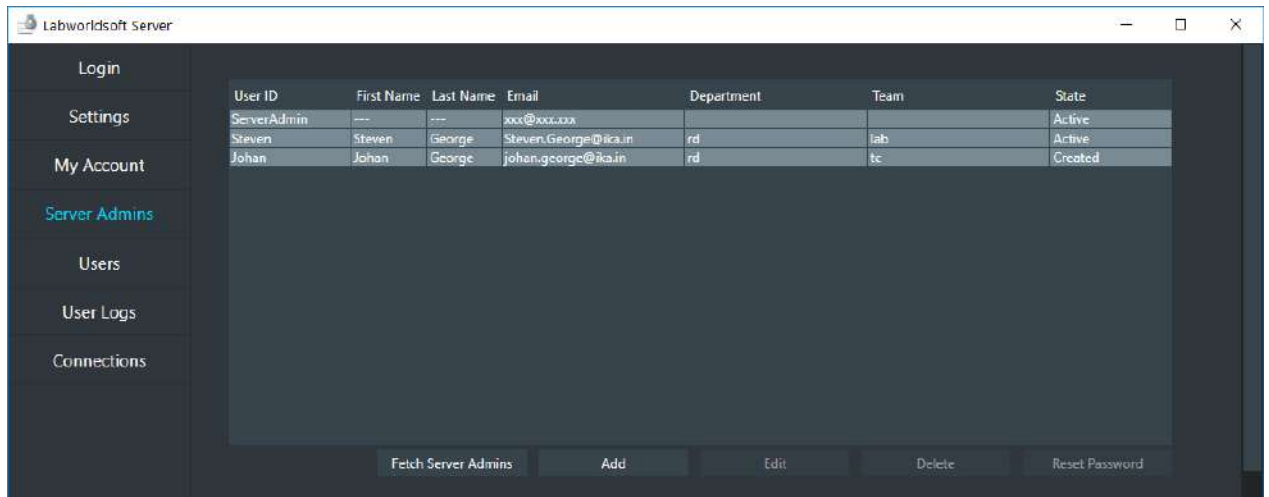 Labworldsoft Server
Login
Settings
My Account
Server Admins
Users
User Logs
Connections
User ID First Name Last Name Email Department Team State
ServerAdmin --- --- xxx@xxx.xxx Active
Steven Steven George Steven.George@ika.in rd lab Active
Johan Johan George johan.george@ika.in rd tc Created
Fetch Server Admins Add Edit Delete Reset Password